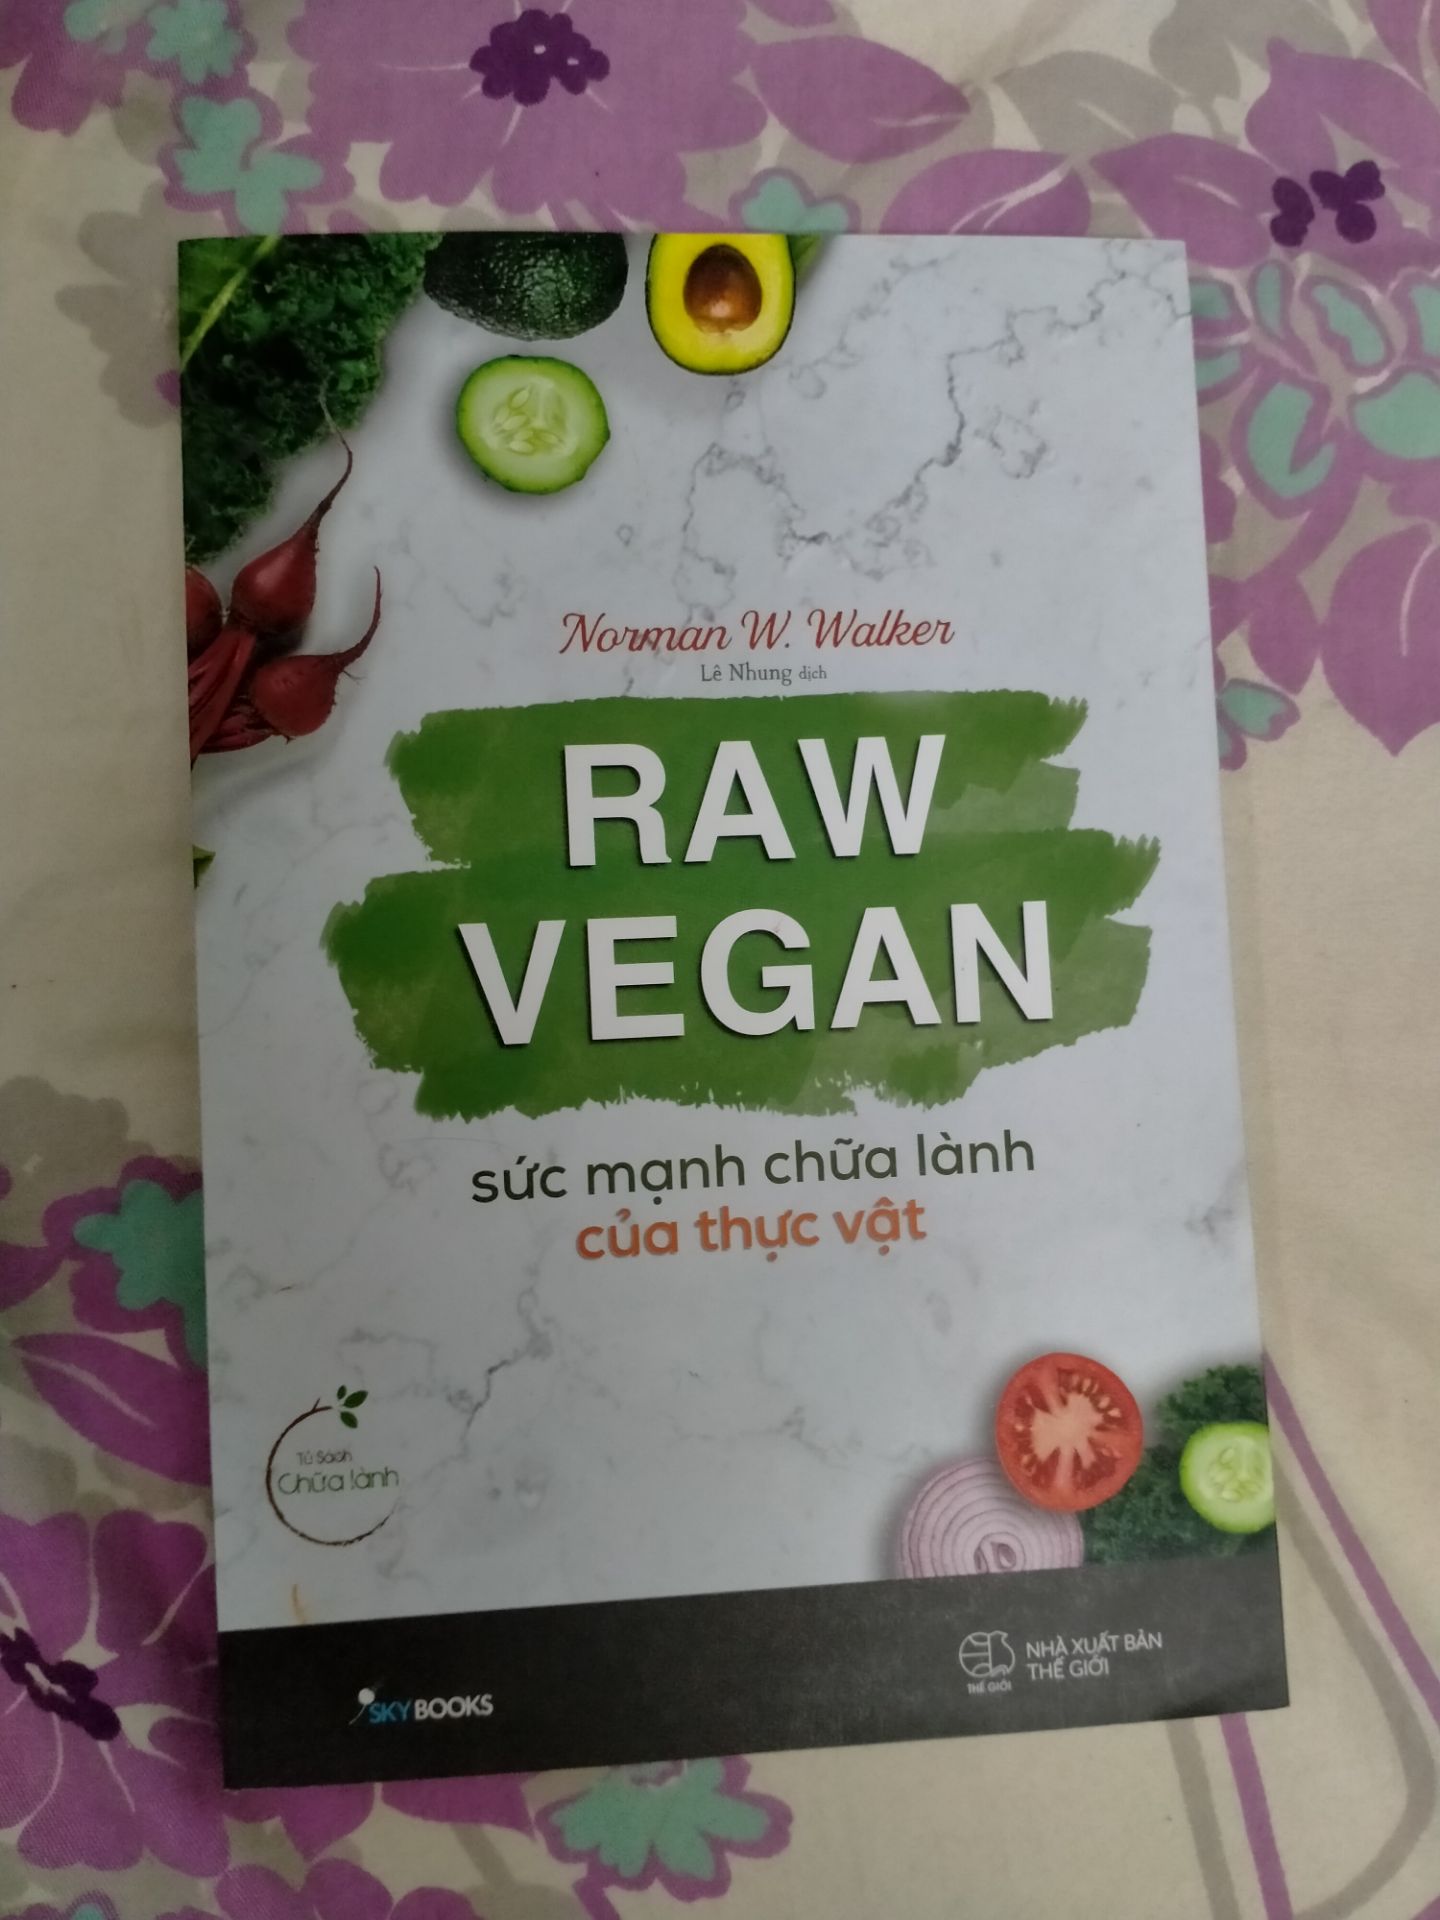 Norman W. Walker
Lê Nhung dịch
RAW
VEGAN
sức mạnh chữa lành
của thực vật
Tủ Sách
Chữa lành
SKYBOOKS
THẾ GIỚI
NHÀ XUẤT BẢN
THẾ GIỚI